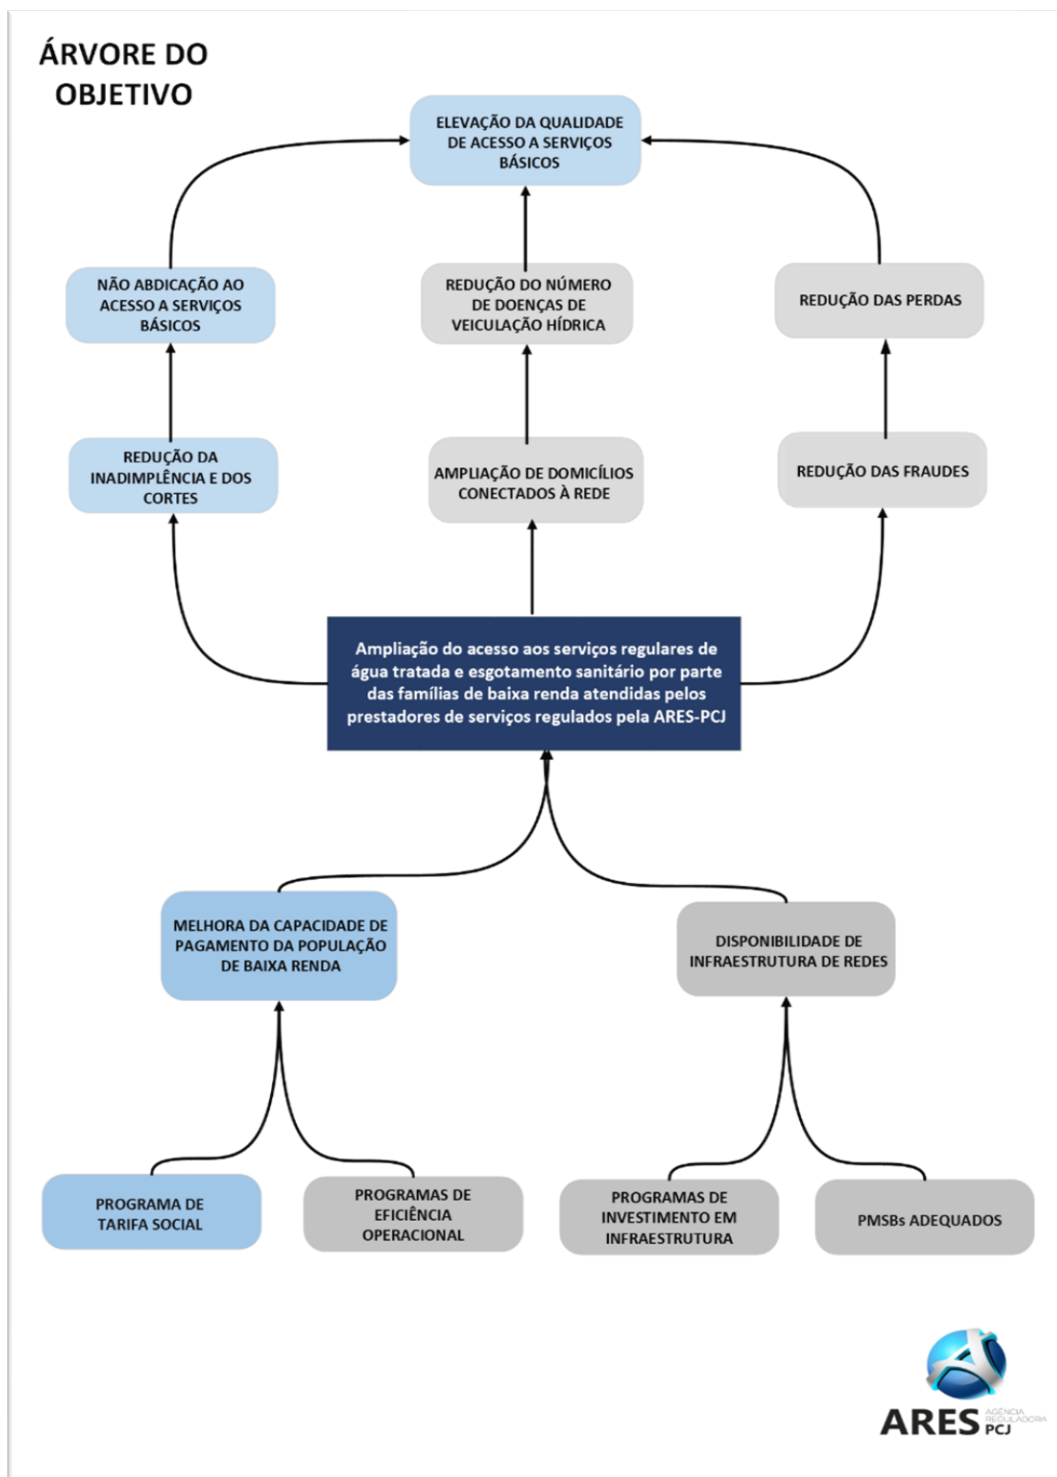 ÁRVORE DO
OBJETIVO
ELEVAÇÃO DA QUALIDADE
DE ACESSO A SERVIÇOS
BÁSICOS
NÃO ABDICAÇÃO AO
ACESSO A SERVIÇOS
BÁSICOS
REDUÇÃO DO NÚMERO
DE DOENÇAS DE
VEICULAÇÃO HÍDRICA
REDUÇÃO DAS PERDAS
REDUÇÃO DA
INADIMPLÊNCIA E DOS
CORTES
AMPLIAÇÃO DE DOMICÍLIOS
CONECTADOS À REDE
REDUÇÃO DAS FRAUDES
Ampliação do acesso aos serviços regulares de
água tratada e esgotamento sanitário por parte
das famílias de baixa renda atendidas pelos
prestadores de serviços regulados pela ARES-PCJ
MELHORA DA CAPACIDADE DE
PAGAMENTO DA POPULAÇÃO
DE BAIXA RENDA
DISPONIBILIDADE DE
INFRAESTRUTURA DE REDES
PROGRAMA DE
TARIFA SOCIAL
PROGRAMAS DE
EFICIÊNCIA
OPERACIONAL
PROGRAMAS DE
INVESTIMENTO EM
INFRAESTRUTURA
PMSBs ADEQUADOS
ARES
AGÊNCIA
REGULADORA
PCJ